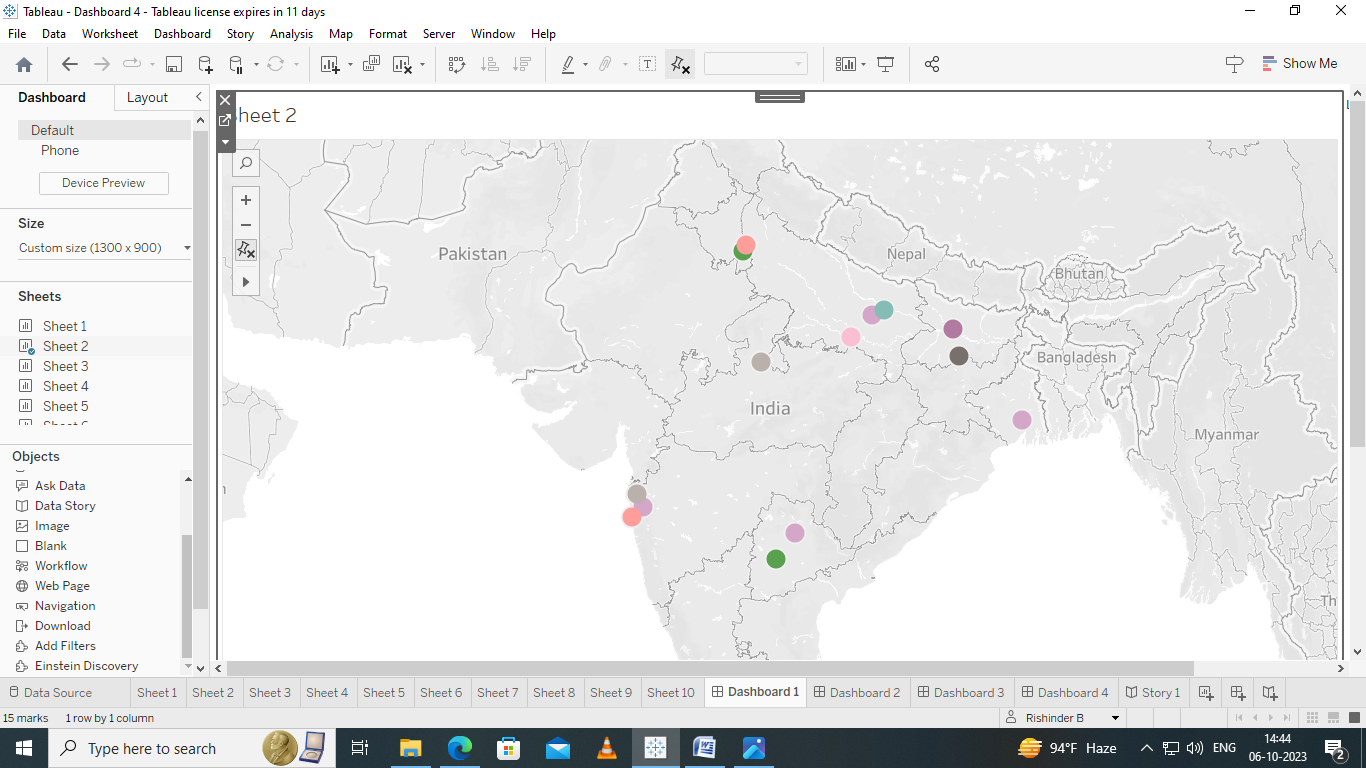 Tableau - Dashboard 4 - Tableau license expires in 11 days
File Data Worksheet Dashboard Story Analysis Map Format Server Window Help
Show Me
Dashboard Layout
Default
Phone
Device Preview
Size
Custom size (1300 x 900)
Sheets
Sheet 1
Sheet 2
Sheet 3
Sheet 4
Sheet 5
Objects
Ask Data
Data Story
Image
Blank
Workflow
Web Page
Navigation
Download
Add Filters
Einstein Discovery
heet 2
Pakistan
Nepal
Bhutan
Bangladesh
India
Myanmar
Th
Data Source Sheet 1 Sheet 2 Sheet 3 Sheet 4 Sheet 5 Sheet 6 Sheet 7 Sheet 8 Sheet 9 Sheet 10 Dashboard 1 Dashboard 2 Dashboard 3 Dashboard 4 Story 1
15 marks 1 row by 1 column Rishinder B
Type here to search
94°F Haze
ENG
14:44
06-10-2023
2